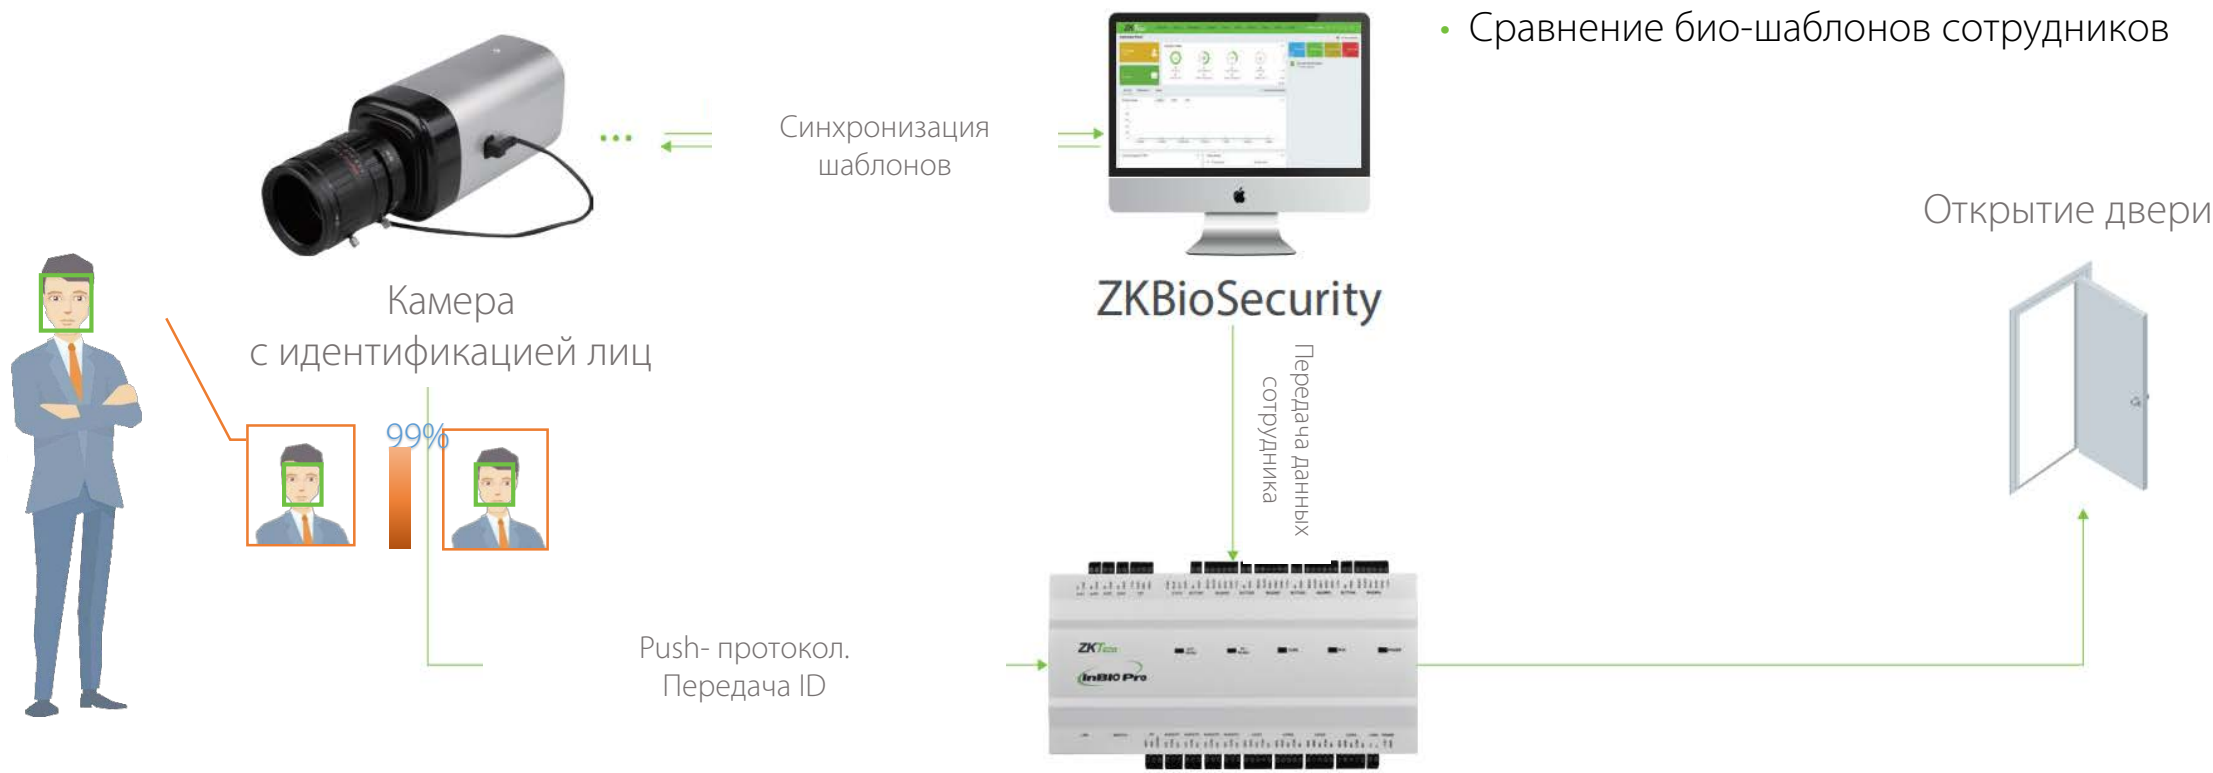 • Сравнение био-шаблонов сотрудников
Синхронизация
шаблонов
Открытие двери
Камера
с идентификацией лиц
ZKBioSecurity
Передача данных
сотрудника
99%
Push- протокол.
Передача ID
ZKTeco
InBIO Pro